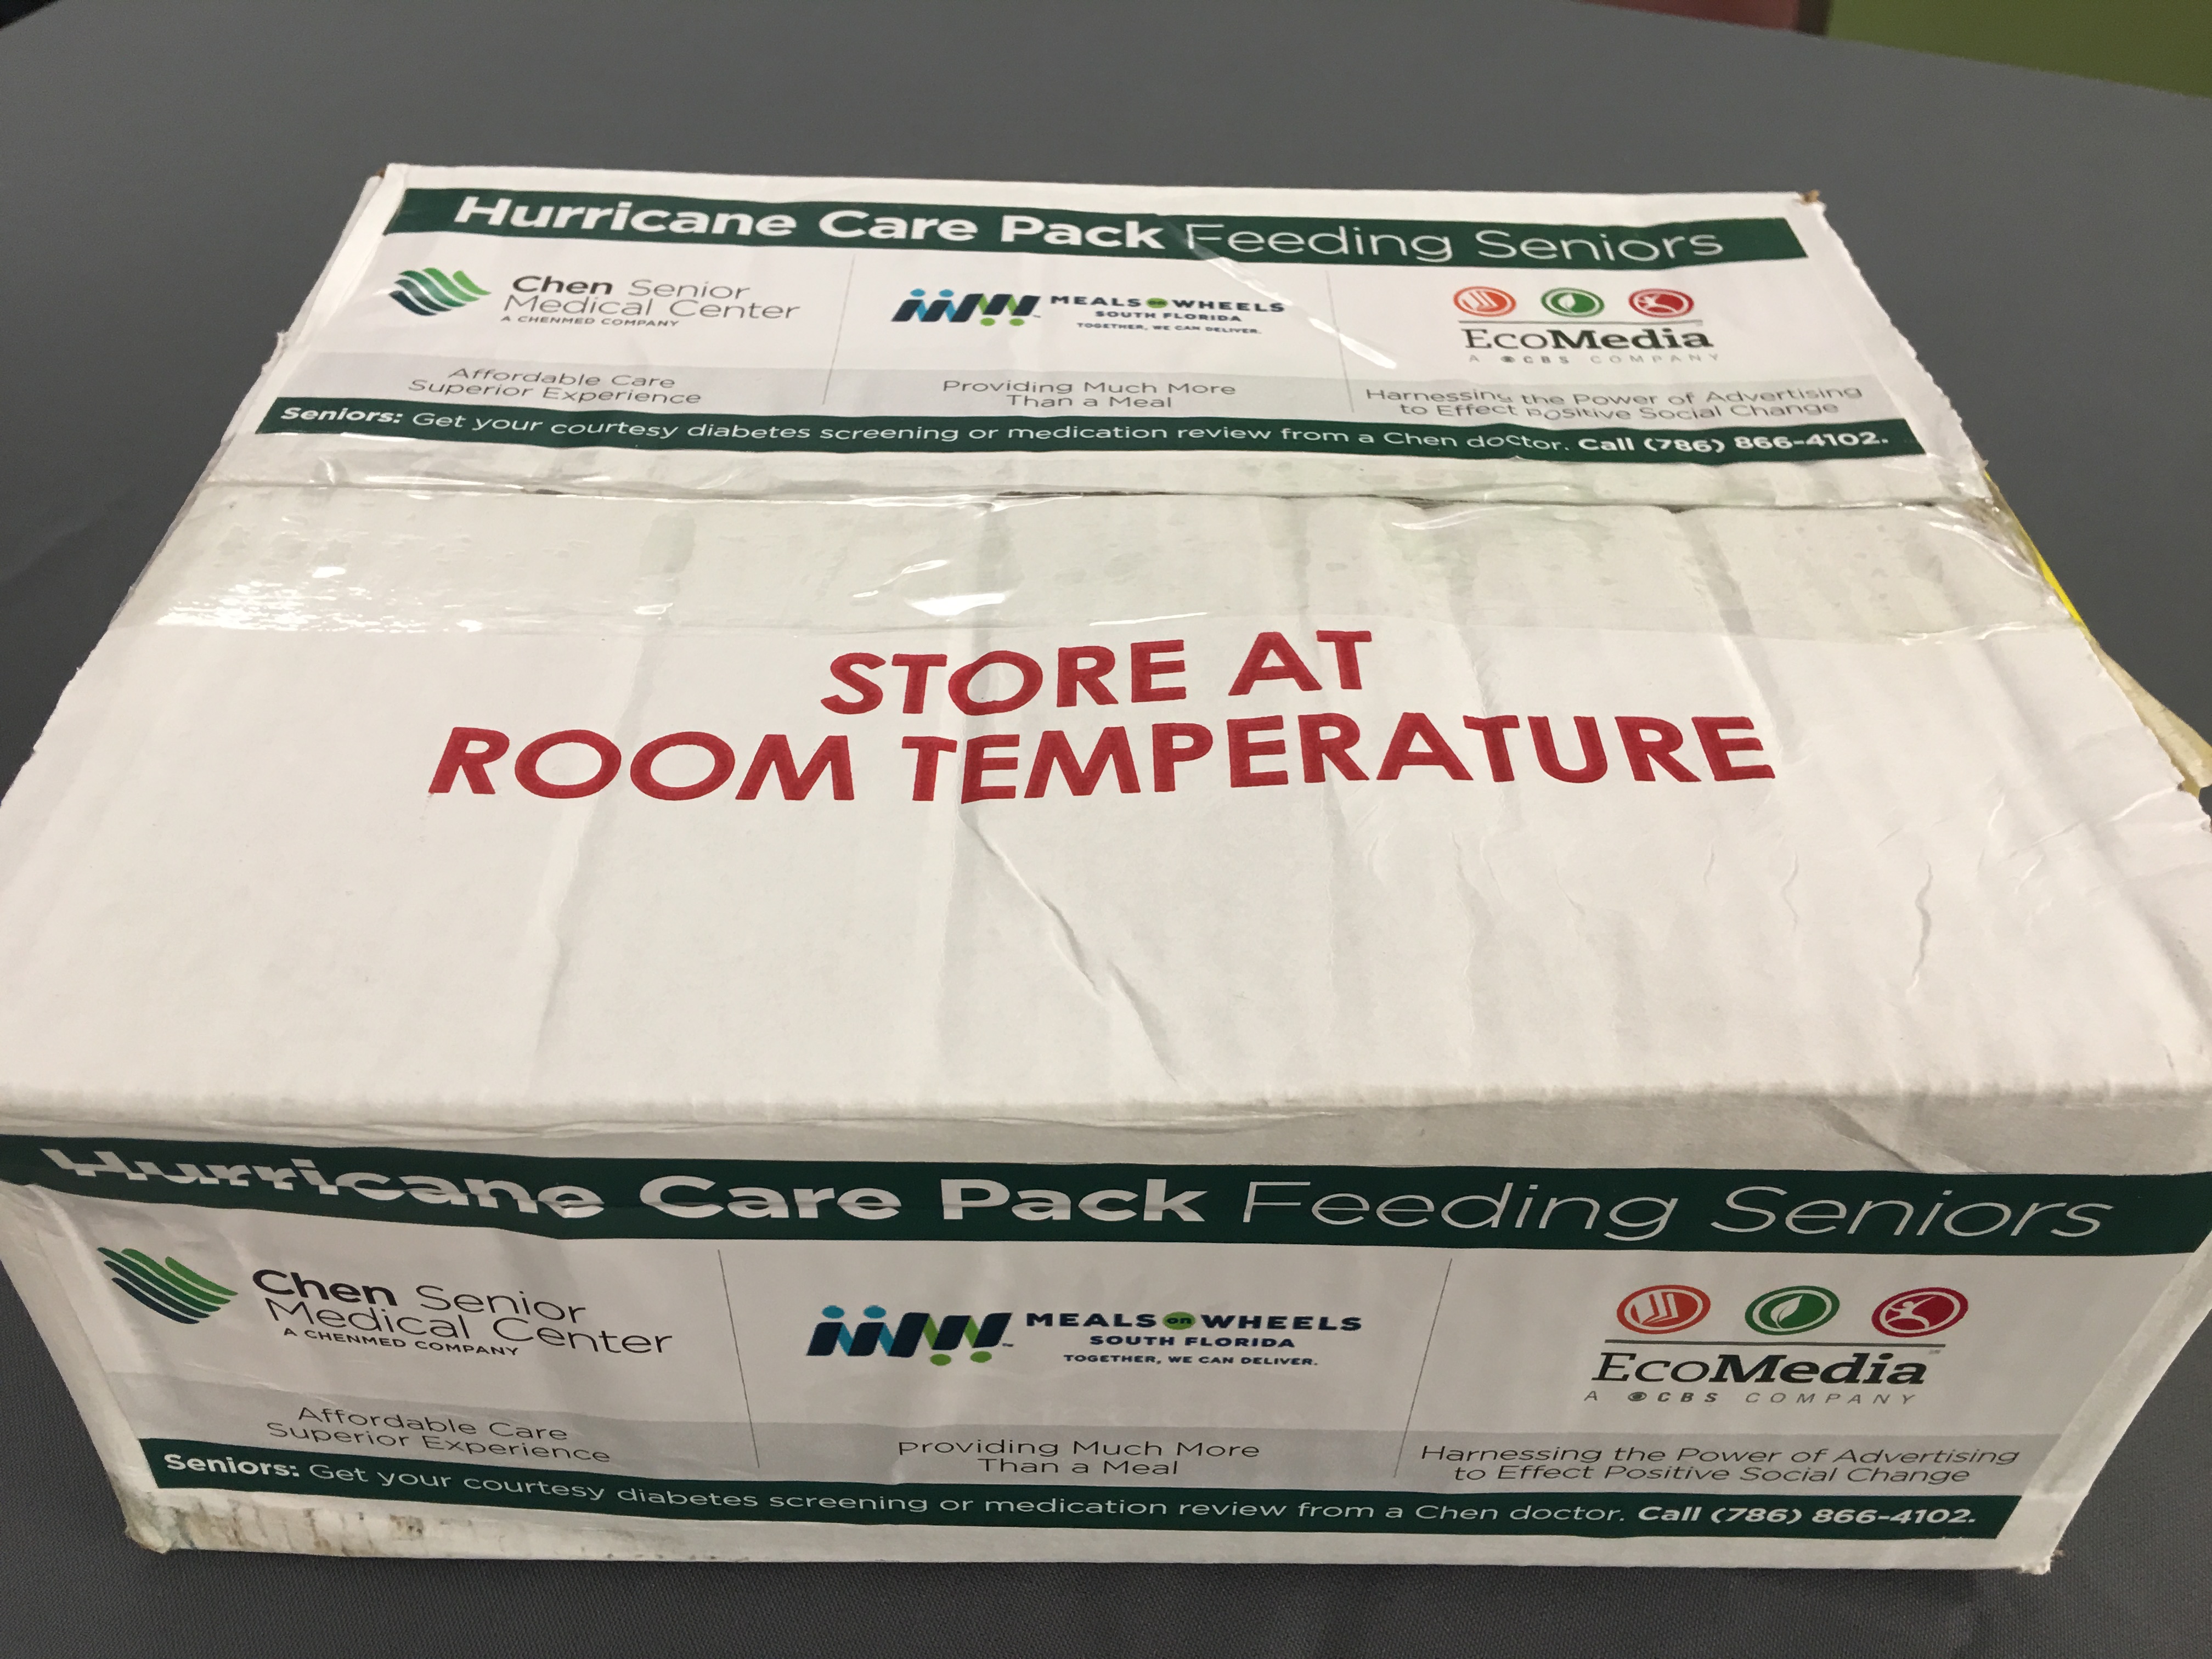 Hurricane Care Pack Feeding Seniors
Chen Senior
Medical Center
A CHENMED COMPANY
Affordable Care
Superior Experience
MEALS on WHEELS
SOUTH FLORIDA
TOGETHER, WE CAN DELIVER.
Providing Much More
Than a Meal
EcoMedia
A CBS COMPANY
Harnessing the Power of Advertising
to Effect Positive Social Change
Seniors: Get your courtesy diabetes screening or medication review from a Chen doctor. Call (786) 866-4102.
STORE AT
ROOM TEMPERATURE
Hurricane Care Pack Feeding Seniors
Chen Senior
Medical Center
A CHENMED COMPANY
Affordable Care
Superior Experience
MEALS on WHEELS
SOUTH FLORIDA
TOGETHER, WE CAN DELIVER.
Providing Much More
Than a Meal
EcoMedia
A CBS COMPANY
Harnessing the Power of Advertising
to Effect Positive Social Change
Seniors: Get your courtesy diabetes screening or medication review from a Chen doctor. Call (786) 866-4102.